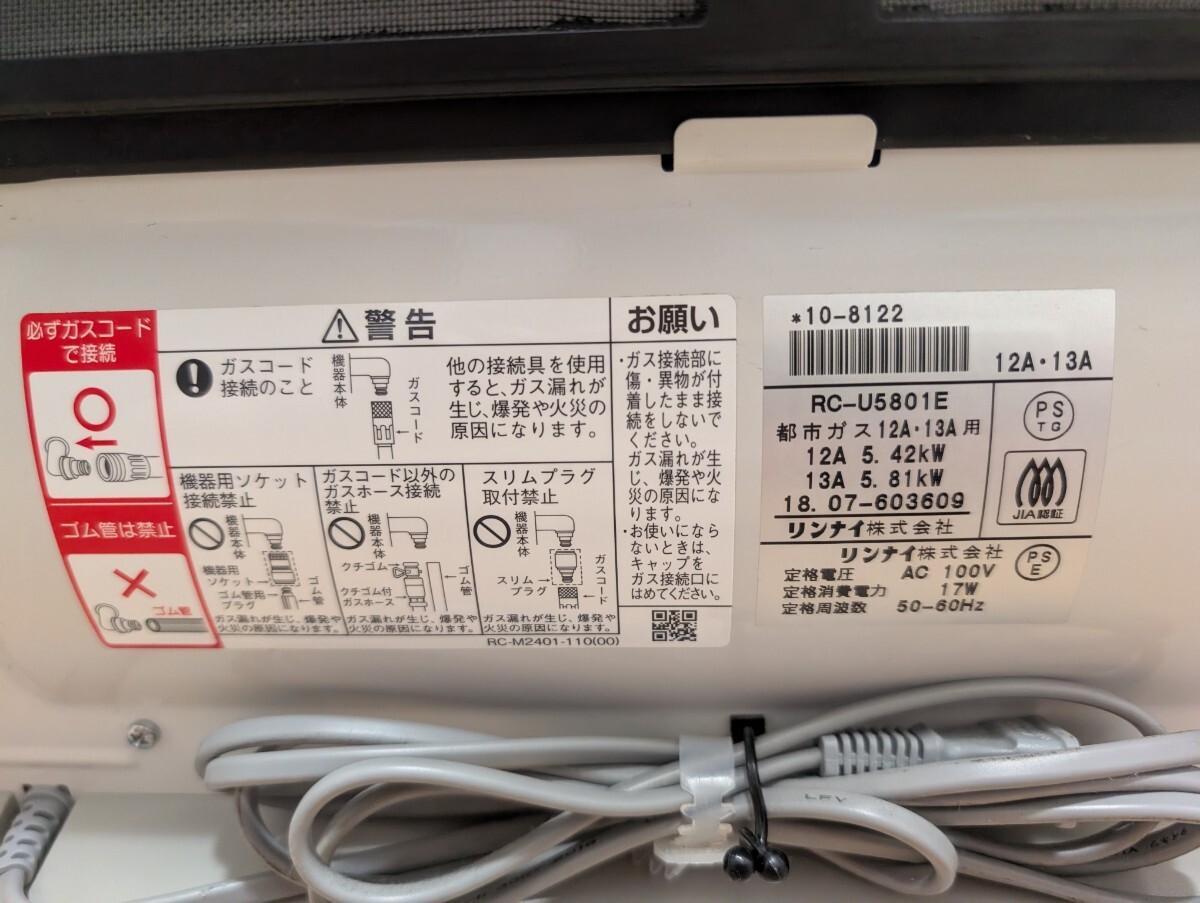 必ずガスコード
で接続
ゴム管は禁止
ゴム管
警告
ガスコード
接続のこと
機器本体
ガスコード
他の接続具を使用
すると、ガス漏れが
生じ、爆発や火災の
原因になります。
機器用ソケット
接続禁止
機器本体
機器用
ソケット
ゴム管用
プラグ
ゴム管
ガス漏れが生じ、爆発や
火災の原因になります。
ガスコード以外の
ガスホース接続
禁止
機器本体
クチゴム
クチゴム付
ガスホース
ゴム管
ガス漏れが生じ、爆発や
火災の原因になります。
スリムプラグ
取付禁止
機器本体
スリム
プラグ
ガスコード
ガス漏れが生じ、爆発や
火災の原因になります。
RC-M2401-110(00)
お願い
・ガス接続部に
傷・異物が付
着したまま接
続をしないで
ください。
ガス漏れが生
じ、爆発や火
災の原因にな
ります。
・お使いになら
ないときは、
キャップを
ガス接続口に
はめてください。
*10-8122
12A・13A
RC-U5801E
都市ガス12A・13A用
12A 5.42kW
13A 5.81kW
18.07-603609
リンナイ株式会社
PS
TG
JIA認証
リンナイ株式会社
定格電圧 AC 100V
定格消費電力 17W
定格周波数 50-60Hz
PS
E